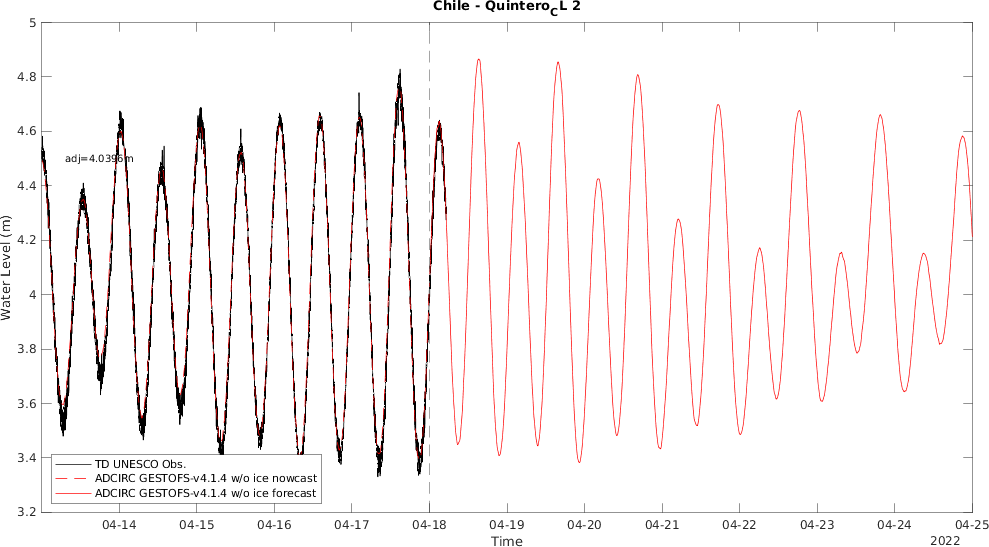 Chile - Quintero_CL 2
5
4.8
4.6
adj=4.0396m
4.4
4.2
4
3.8
3.6
3.4
3.2
Water Level (m)
TD UNESCO Obs.
ADCIRC GESTOFS-v4.1.4 w/o ice nowcast
ADCIRC GESTOFS-v4.1.4 w/o ice forecast
04-14 04-15 04-16 04-17 04-18 04-19 04-20 04-21 04-22 04-23 04-24 04-25
Time
2022